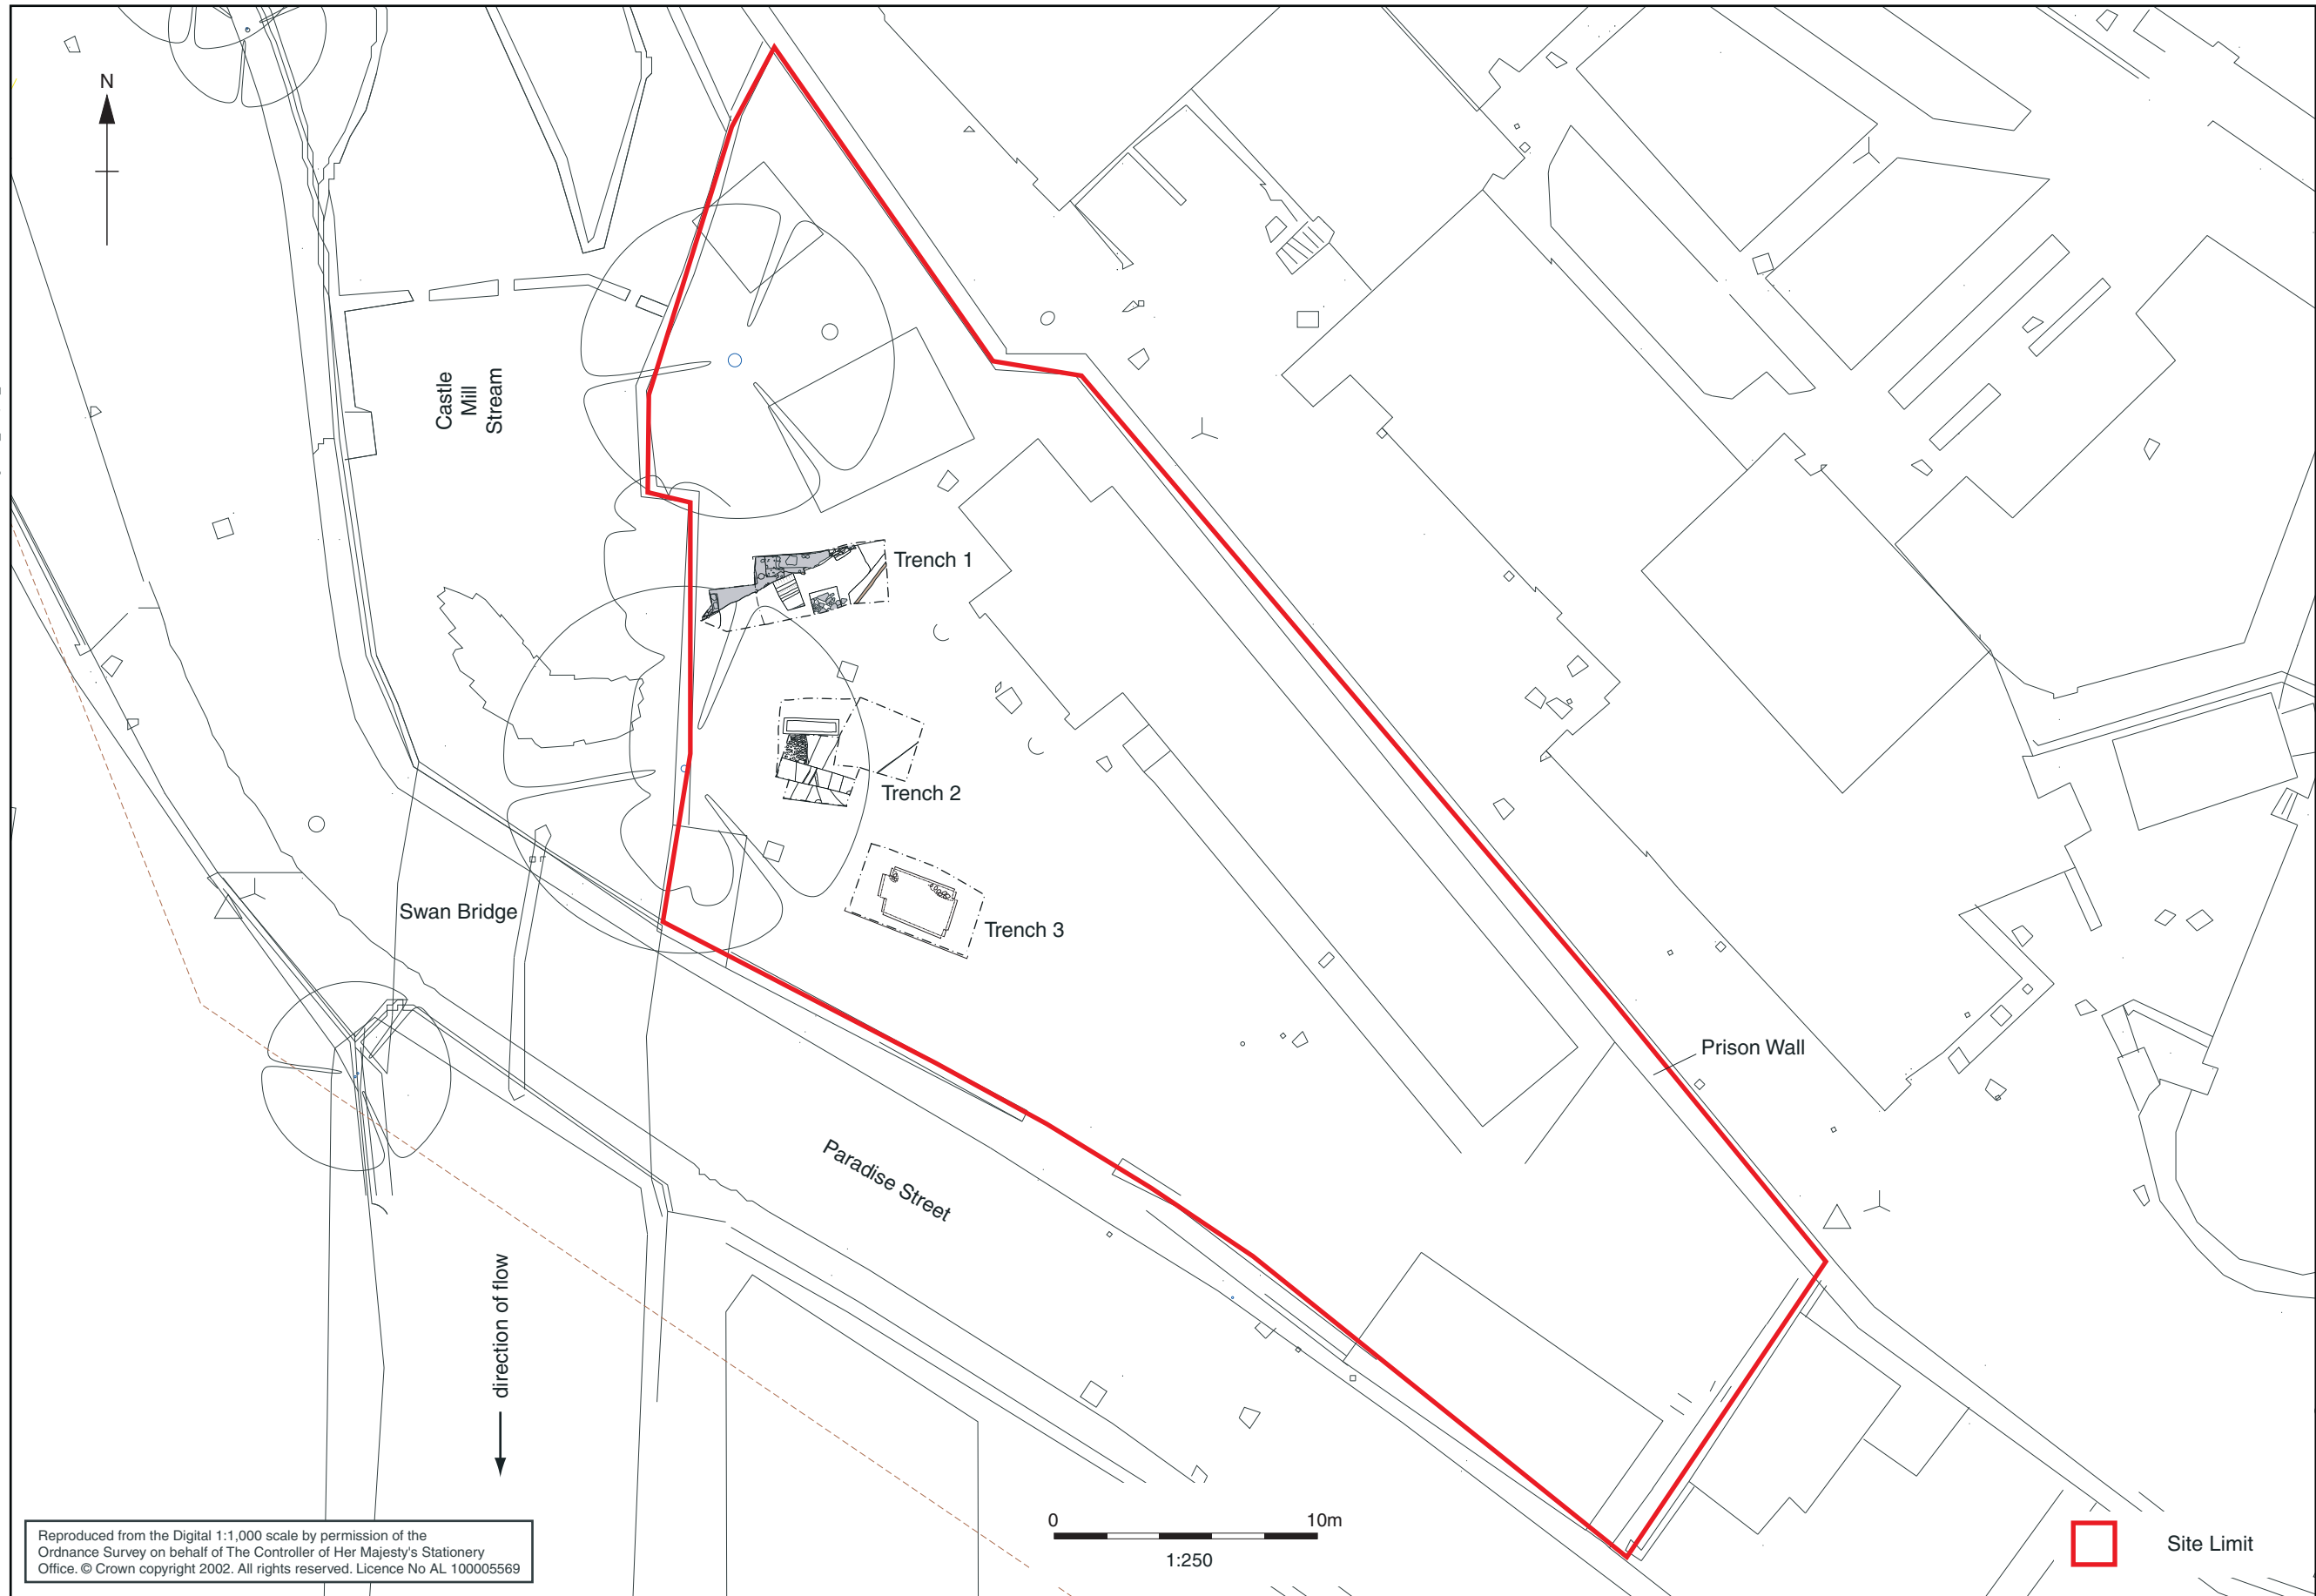 N
Castle
Mill
Stream
Trench 1
Trench 2
Trench 3
Swan Bridge
Prison Wall
Paradise Street
direction of flow
0 10m
1:250
Site Limit
Reproduced from the Digital 1:1,000 scale by permission of the
Ordnance Survey on behalf of The Controller of Her Majesty's Stationery
Office. © Crown copyright 2002. All rights reserved. Licence No AL 100005569